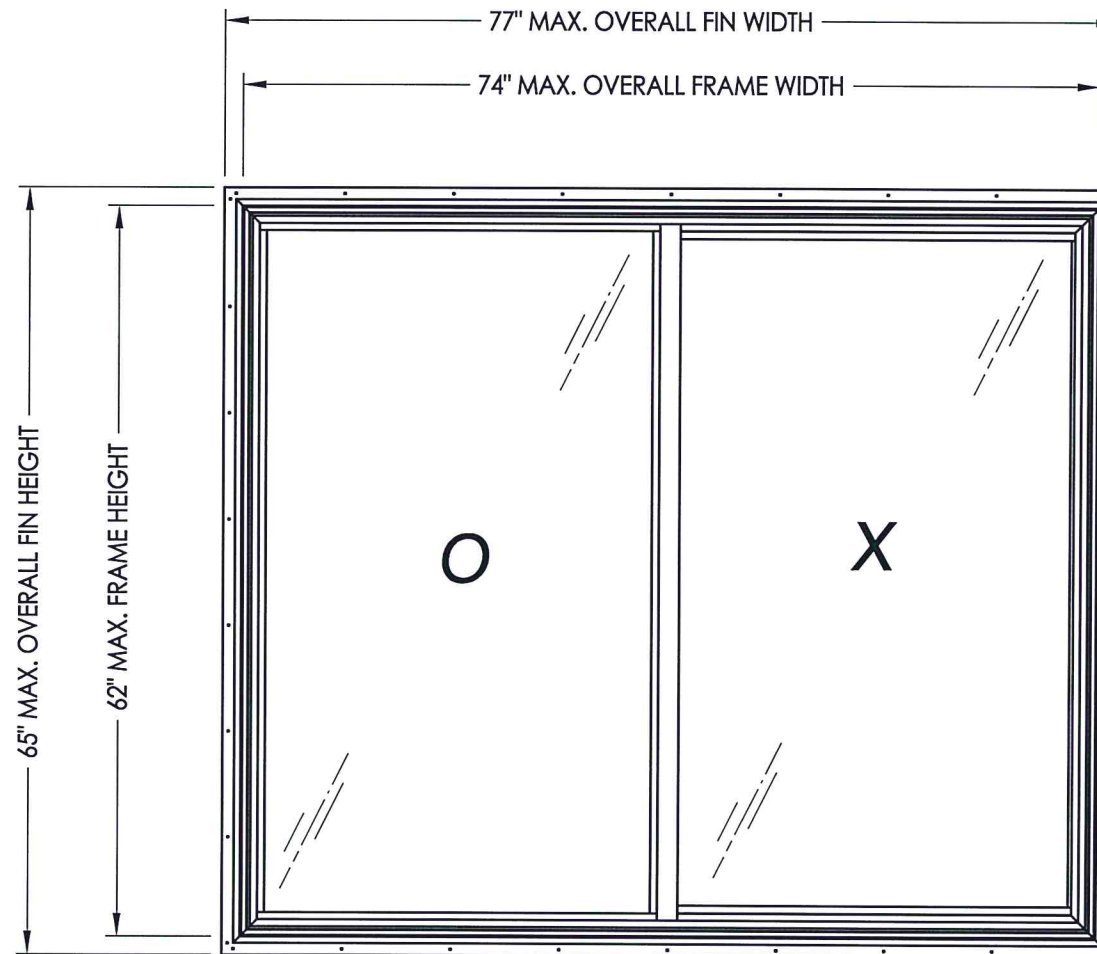 77" MAX. OVERALL FIN WIDTH
74" MAX. OVERALL FRAME WIDTH
65" MAX. OVERALL FIN HEIGHT
62" MAX. FRAME HEIGHT
O
X